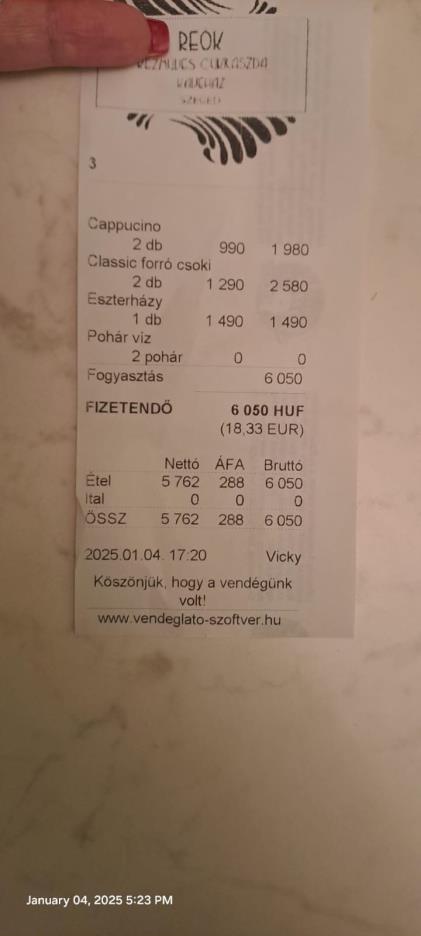 REÖK
KÉZMŰVES CUKRÁSZDA
KÁVÉHÁZ
SZEGED
3
Cappucino
2 db 990 1 980
Classic forró csoki
2 db 1 290 2 580
Eszterházy
1 db 1 490 1 490
Pohár víz
2 pohár 0 0
Fogyasztás 6 050
FIZETENDŐ 6 050 HUF
(18,33 EUR)
Nettó ÁFA Bruttó
Étel 5 762 288 6 050
Ital 0 0 0
ÖSSZ 5 762 288 6 050
2025.01.04. 17:20 Vicky
Köszönjük, hogy a vendégünk
volt!
www.vendeglato-szoftver.hu
January 04, 2025 5:23 PM